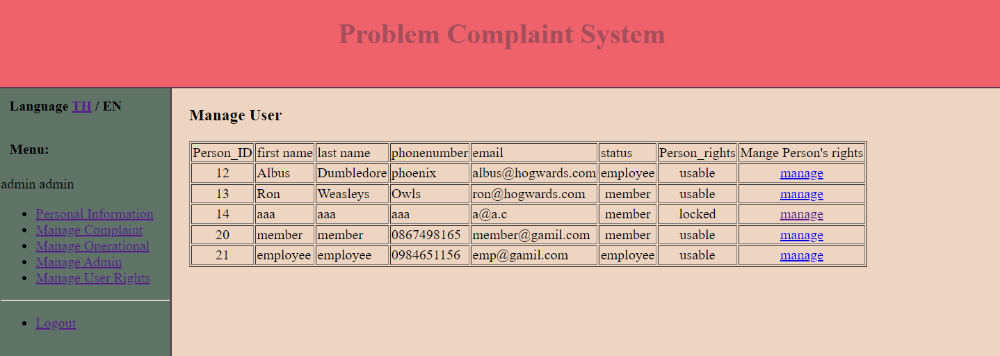 Problem Complaint System
Language TH / EN
Menu:
admin admin
Personal Information
Manage Complaint
Manage Operational
Manage Admin
Manage User Rights
Logout
Manage User
Person_ID first name last name phonenumber email status Person_rights Mange Person's rights
12 Albus Dumbledore phoenix albus@hogwards.com employee usable manage
13 Ron Weasleys Owls ron@hogwards.com member usable manage
14 aaa aaa aaa a@a.c member locked manage
20 member member 0867498165 member@gamil.com member usable manage
21 employee employee 0984651156 emp@gamil.com employee usable manage